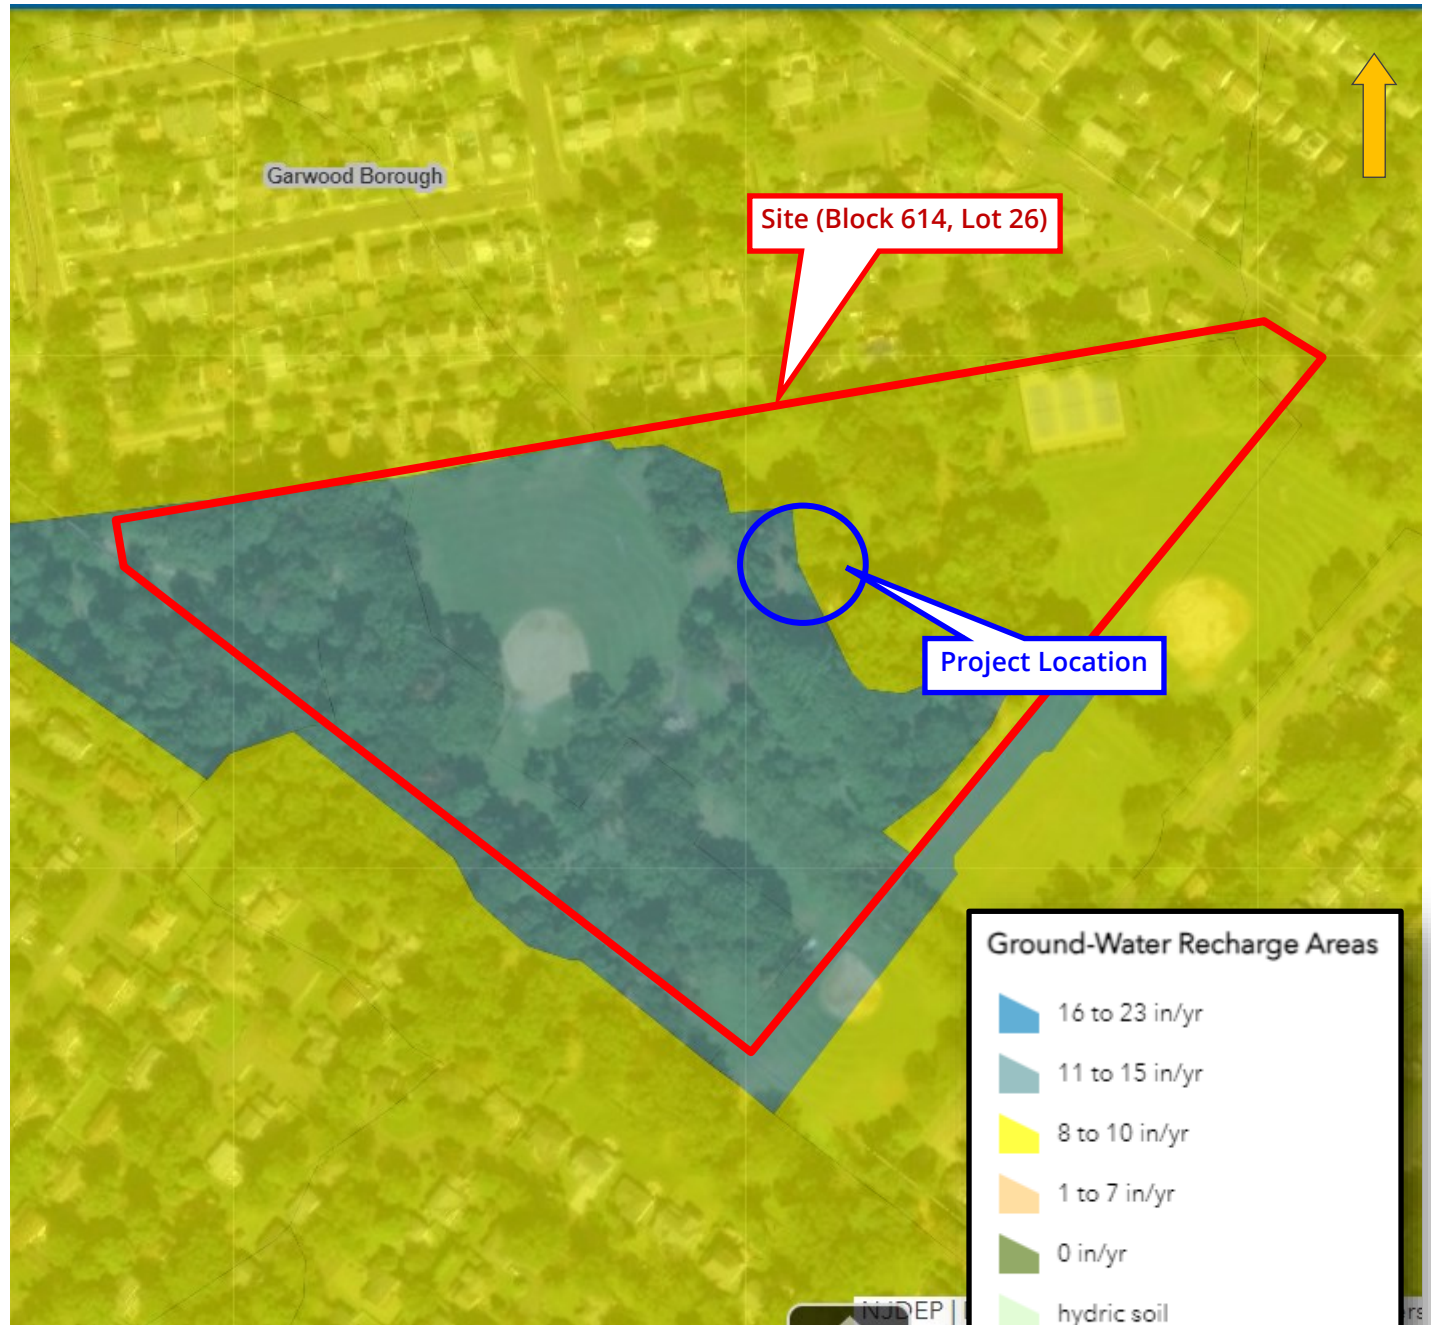 Garwood Borough
Site (Block 614, Lot 26)
Project Location
Ground-Water Recharge Areas
16 to 23 in/yr
11 to 15 in/yr
8 to 10 in/yr
1 to 7 in/yr
0 in/yr
hydric soil
NJDEP |